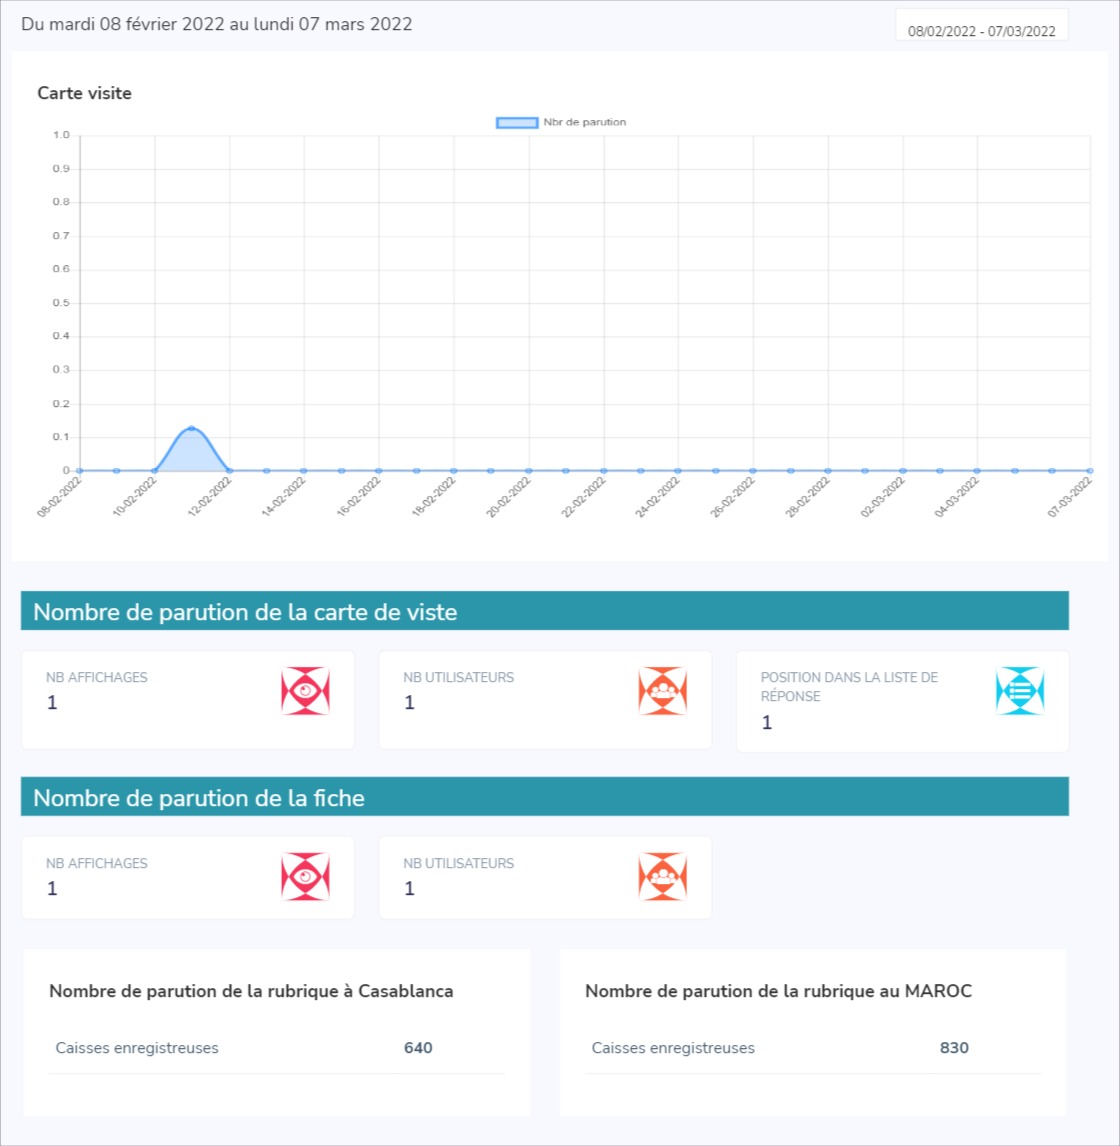 Du mardi 08 février 2022 au lundi 07 mars 2022
08/02/2022 - 07/03/2022
Carte visite
Nbr de parution
1.0
0.9
0.8
0.7
0.6
0.5
0.4
0.3
0.2
0.1
0
08-02-2022
10-02-2022
12-02-2022
14-02-2022
16-02-2022
18-02-2022
20-02-2022
22-02-2022
24-02-2022
26-02-2022
28-02-2022
02-03-2022
04-03-2022
07-03-2022
Nombre de parution de la carte de viste
NB AFFICHAGES
1
NB UTILISATEURS
1
POSITION DANS LA LISTE DE
RÉPONSE
1
Nombre de parution de la fiche
NB AFFICHAGES
1
NB UTILISATEURS
1
Nombre de parution de la rubrique à Casablanca
Caisses enregistreuses 640
Nombre de parution de la rubrique au MAROC
Caisses enregistreuses 830